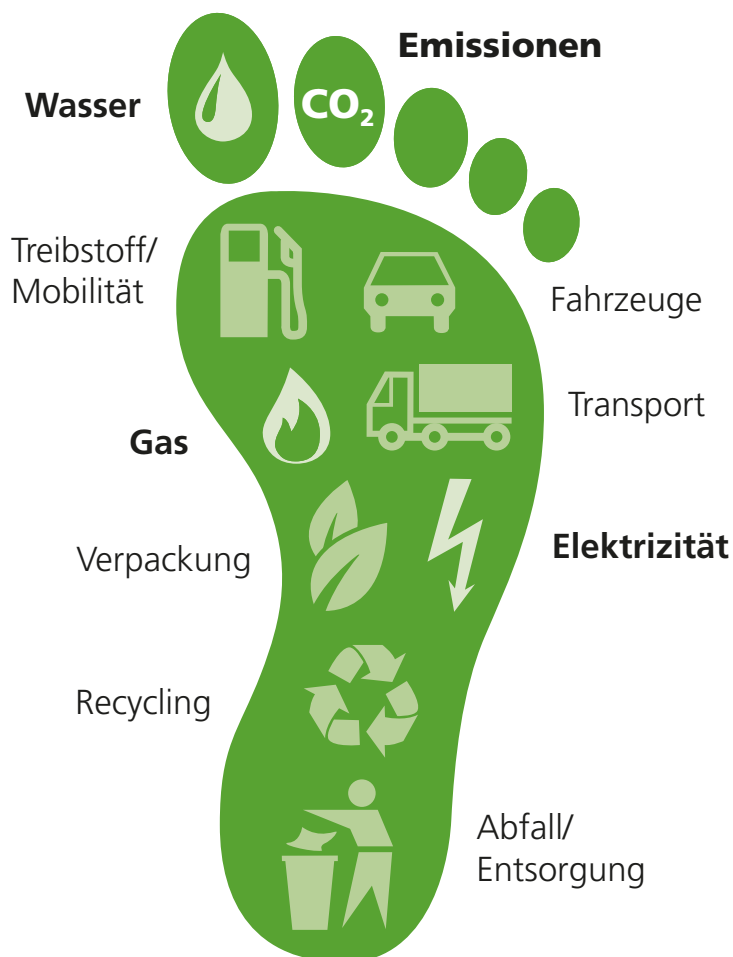 Emissionen
Wasser
CO₂
Treibstoff/
Mobilität
Fahrzeuge
Transport
Gas
Elektrizität
Verpackung
Recycling
Abfall/
Entsorgung